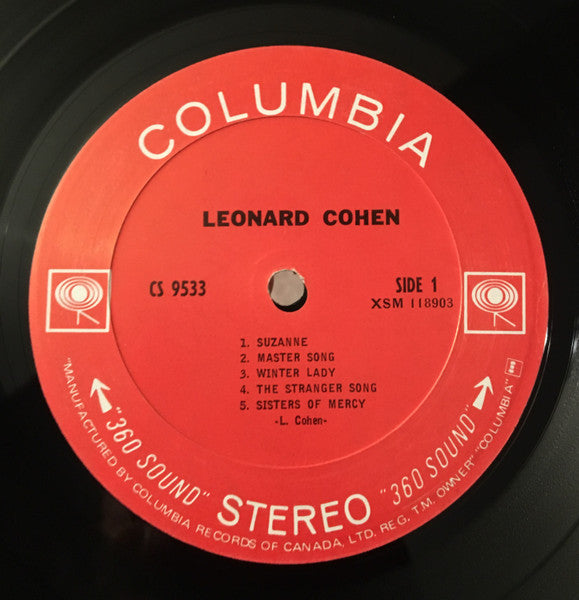 COLUMBIA
LEONARD COHEN
CS 9533
SIDE 1
XSM 118903
1. SUZANNE
2. MASTER SONG
3. WINTER LADY
4. THE STRANGER SONG
5. SISTERS OF MERCY
-L. Cohen-
"360 SOUND" STEREO "360 SOUND"
"MANUFACTURED BY COLUMBIA RECORDS OF CANADA, LTD. REG. T.M. OWNER" "COLUMBIA"